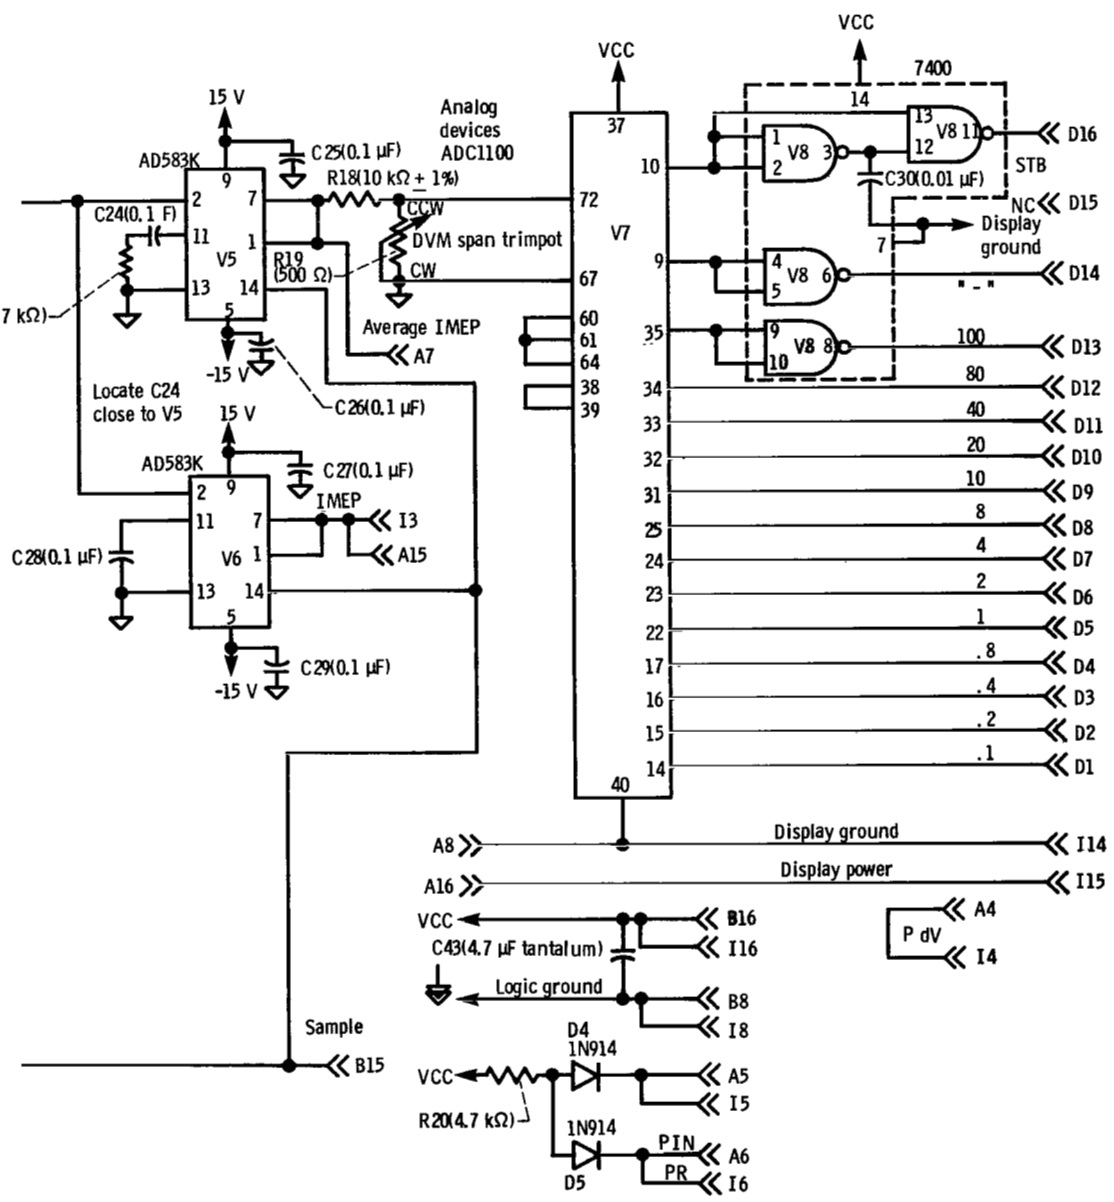 VCC
VCC
7400
15 V
Analog
devices
ADC1100
37
14
13
V8 11
D16
AD583K
C25(0.1 μF)
1
V8 3
12
STB
9
R18(10 kΩ ± 1%)
10
2
C30(0.01 μF)
2
7
CCW
72
NC
D15
C24(0.1 F)
11
1
DVM span trimpot
V7
Display
ground
V5
R19
(500 Ω)
7
9
4
V8 6
D14
13
14
CW
67
5
"-"
7 kΩ)
5
Average IMEP
60
61
64
35
9
V8 8
10
100
D13
-15 V
A7
38
39
34
80
D12
Locate C24
close to V5
C26(0.1 μF)
33
40
D11
15 V
32
20
D10
AD583K
9
C27(0.1 μF)
31
10
D9
2
IMEP
11
7
I3
25
8
D8
C28(0.1 μF)
V6
1
A15
24
4
D7
13
14
23
2
D6
5
22
1
D5
C29(0.1 μF)
17
.8
D4
-15 V
16
.4
D3
15
.2
D2
14
.1
D1
40
A8
Display ground
I14
A16
Display power
I15
VCC
B16
A4
C43(4.7 μF tantalum)
I16
P dV
I4
Logic ground
B8
Sample
I8
D4
1N914
B15
VCC
A5
I5
R20(4.7 kΩ)
1N914
PIN
A6
D5
PR
I6